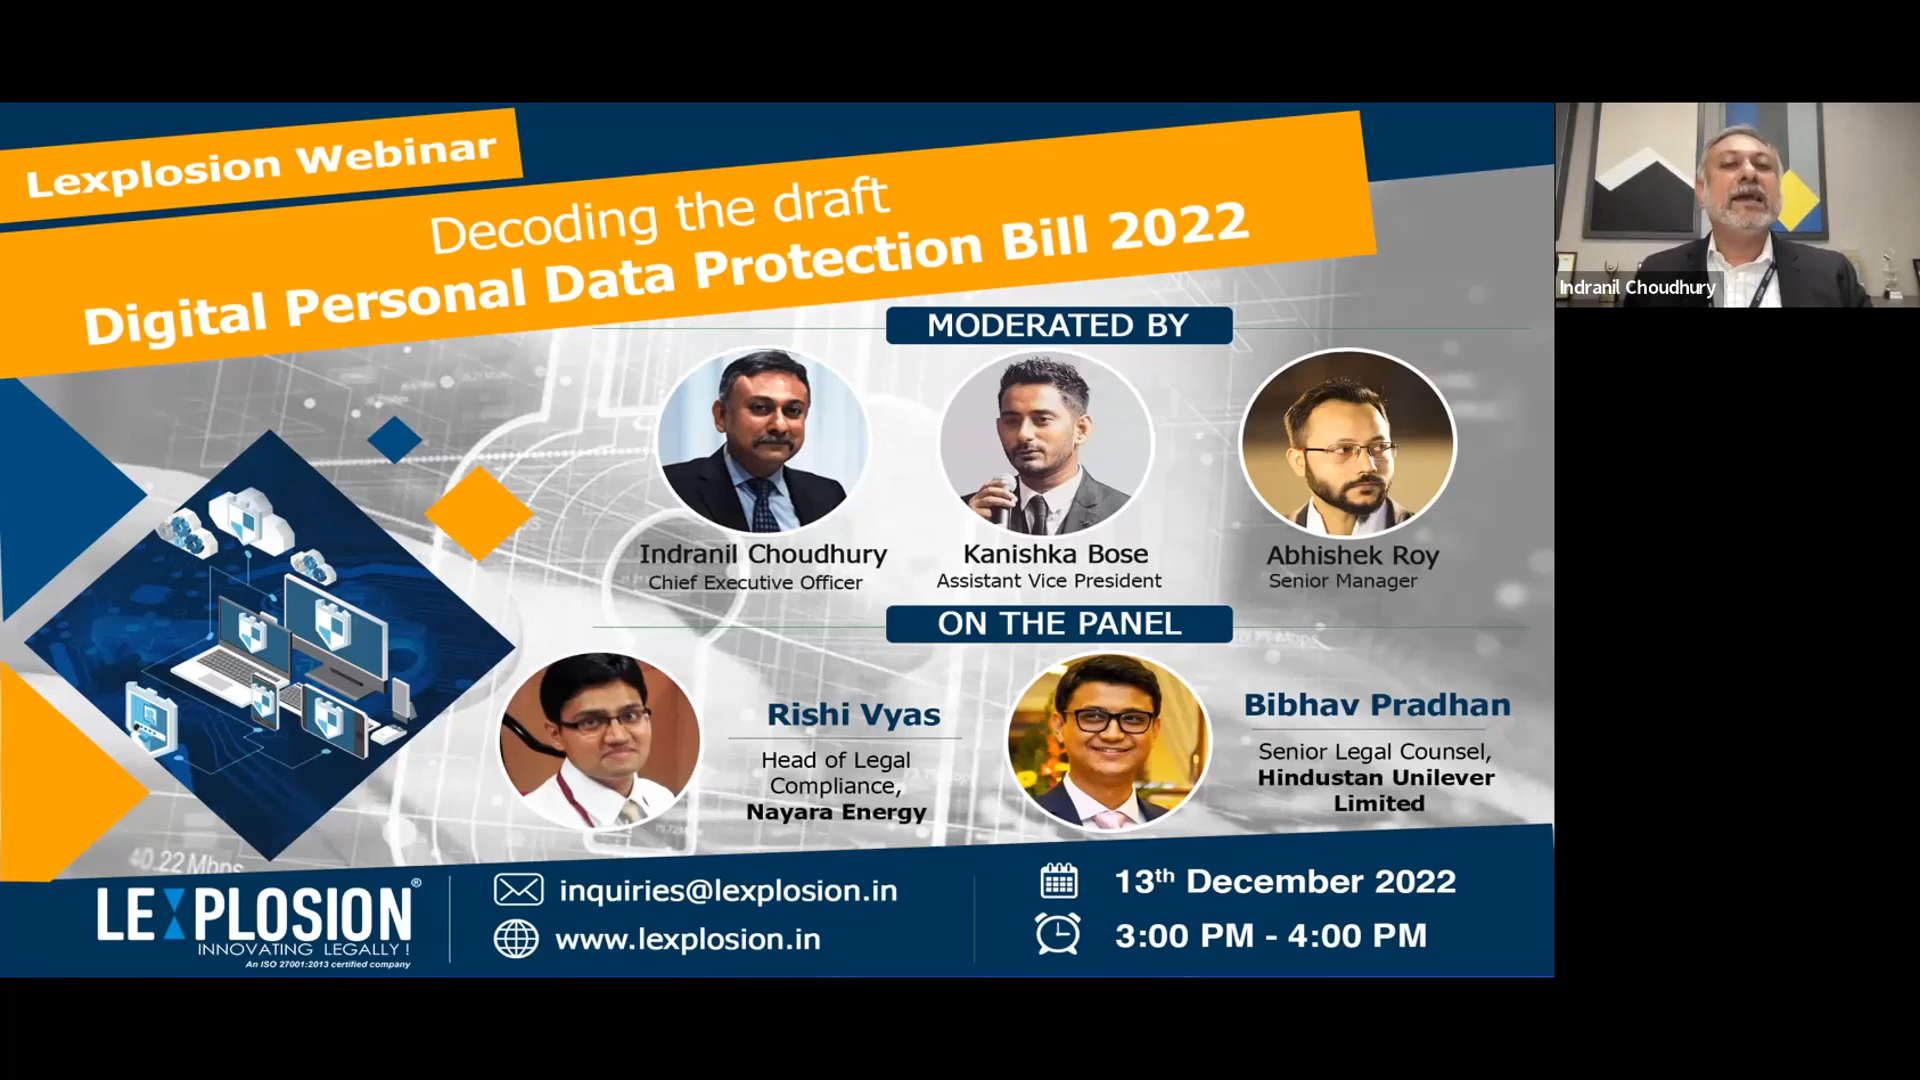 Lexplosion Webinar
Decoding the draft
Digital Personal Data Protection Bill 2022
Indranil Choudhury
MODERATED BY
Indranil Choudhury
Chief Executive Officer
Kanishka Bose
Assistant Vice President
Abhishek Roy
Senior Manager
ON THE PANEL
Rishi Vyas
Head of Legal
Compliance,
Nayara Energy
Bibhav Pradhan
Senior Legal Counsel,
Hindustan Unilever
Limited
40.22 Mbps
LEXPLOSION®
INNOVATING LEGALLY !
An ISO 27001:2013 certified company
inquiries@lexplosion.in
www.lexplosion.in
13th December 2022
3:00 PM - 4:00 PM